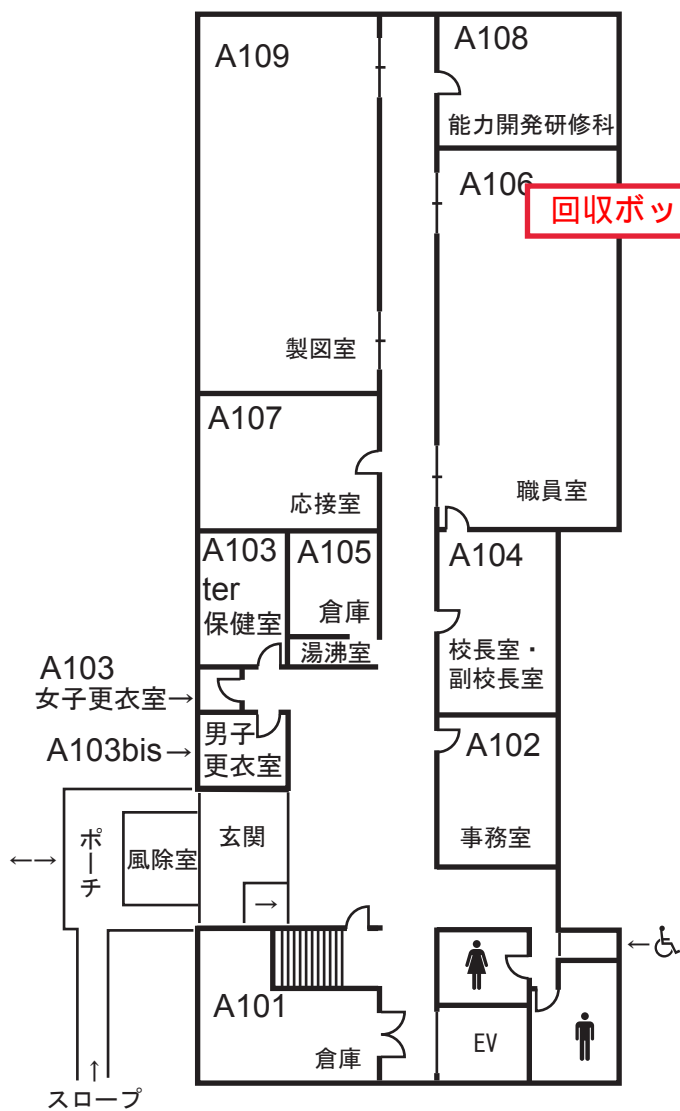 A109
製図室
A108
能力開発研修科
A106
回収ボッ
職員室
A107
応接室
A103
ter
保健室
A105
倉庫
湯沸室
A104
校長室・
副校長室
A103
女子更衣室→
A103bis→
男子
更衣室
A102
事務室
←→
ポーチ
風除室
玄関
→
←
A101
倉庫
EV
↑
スロープ